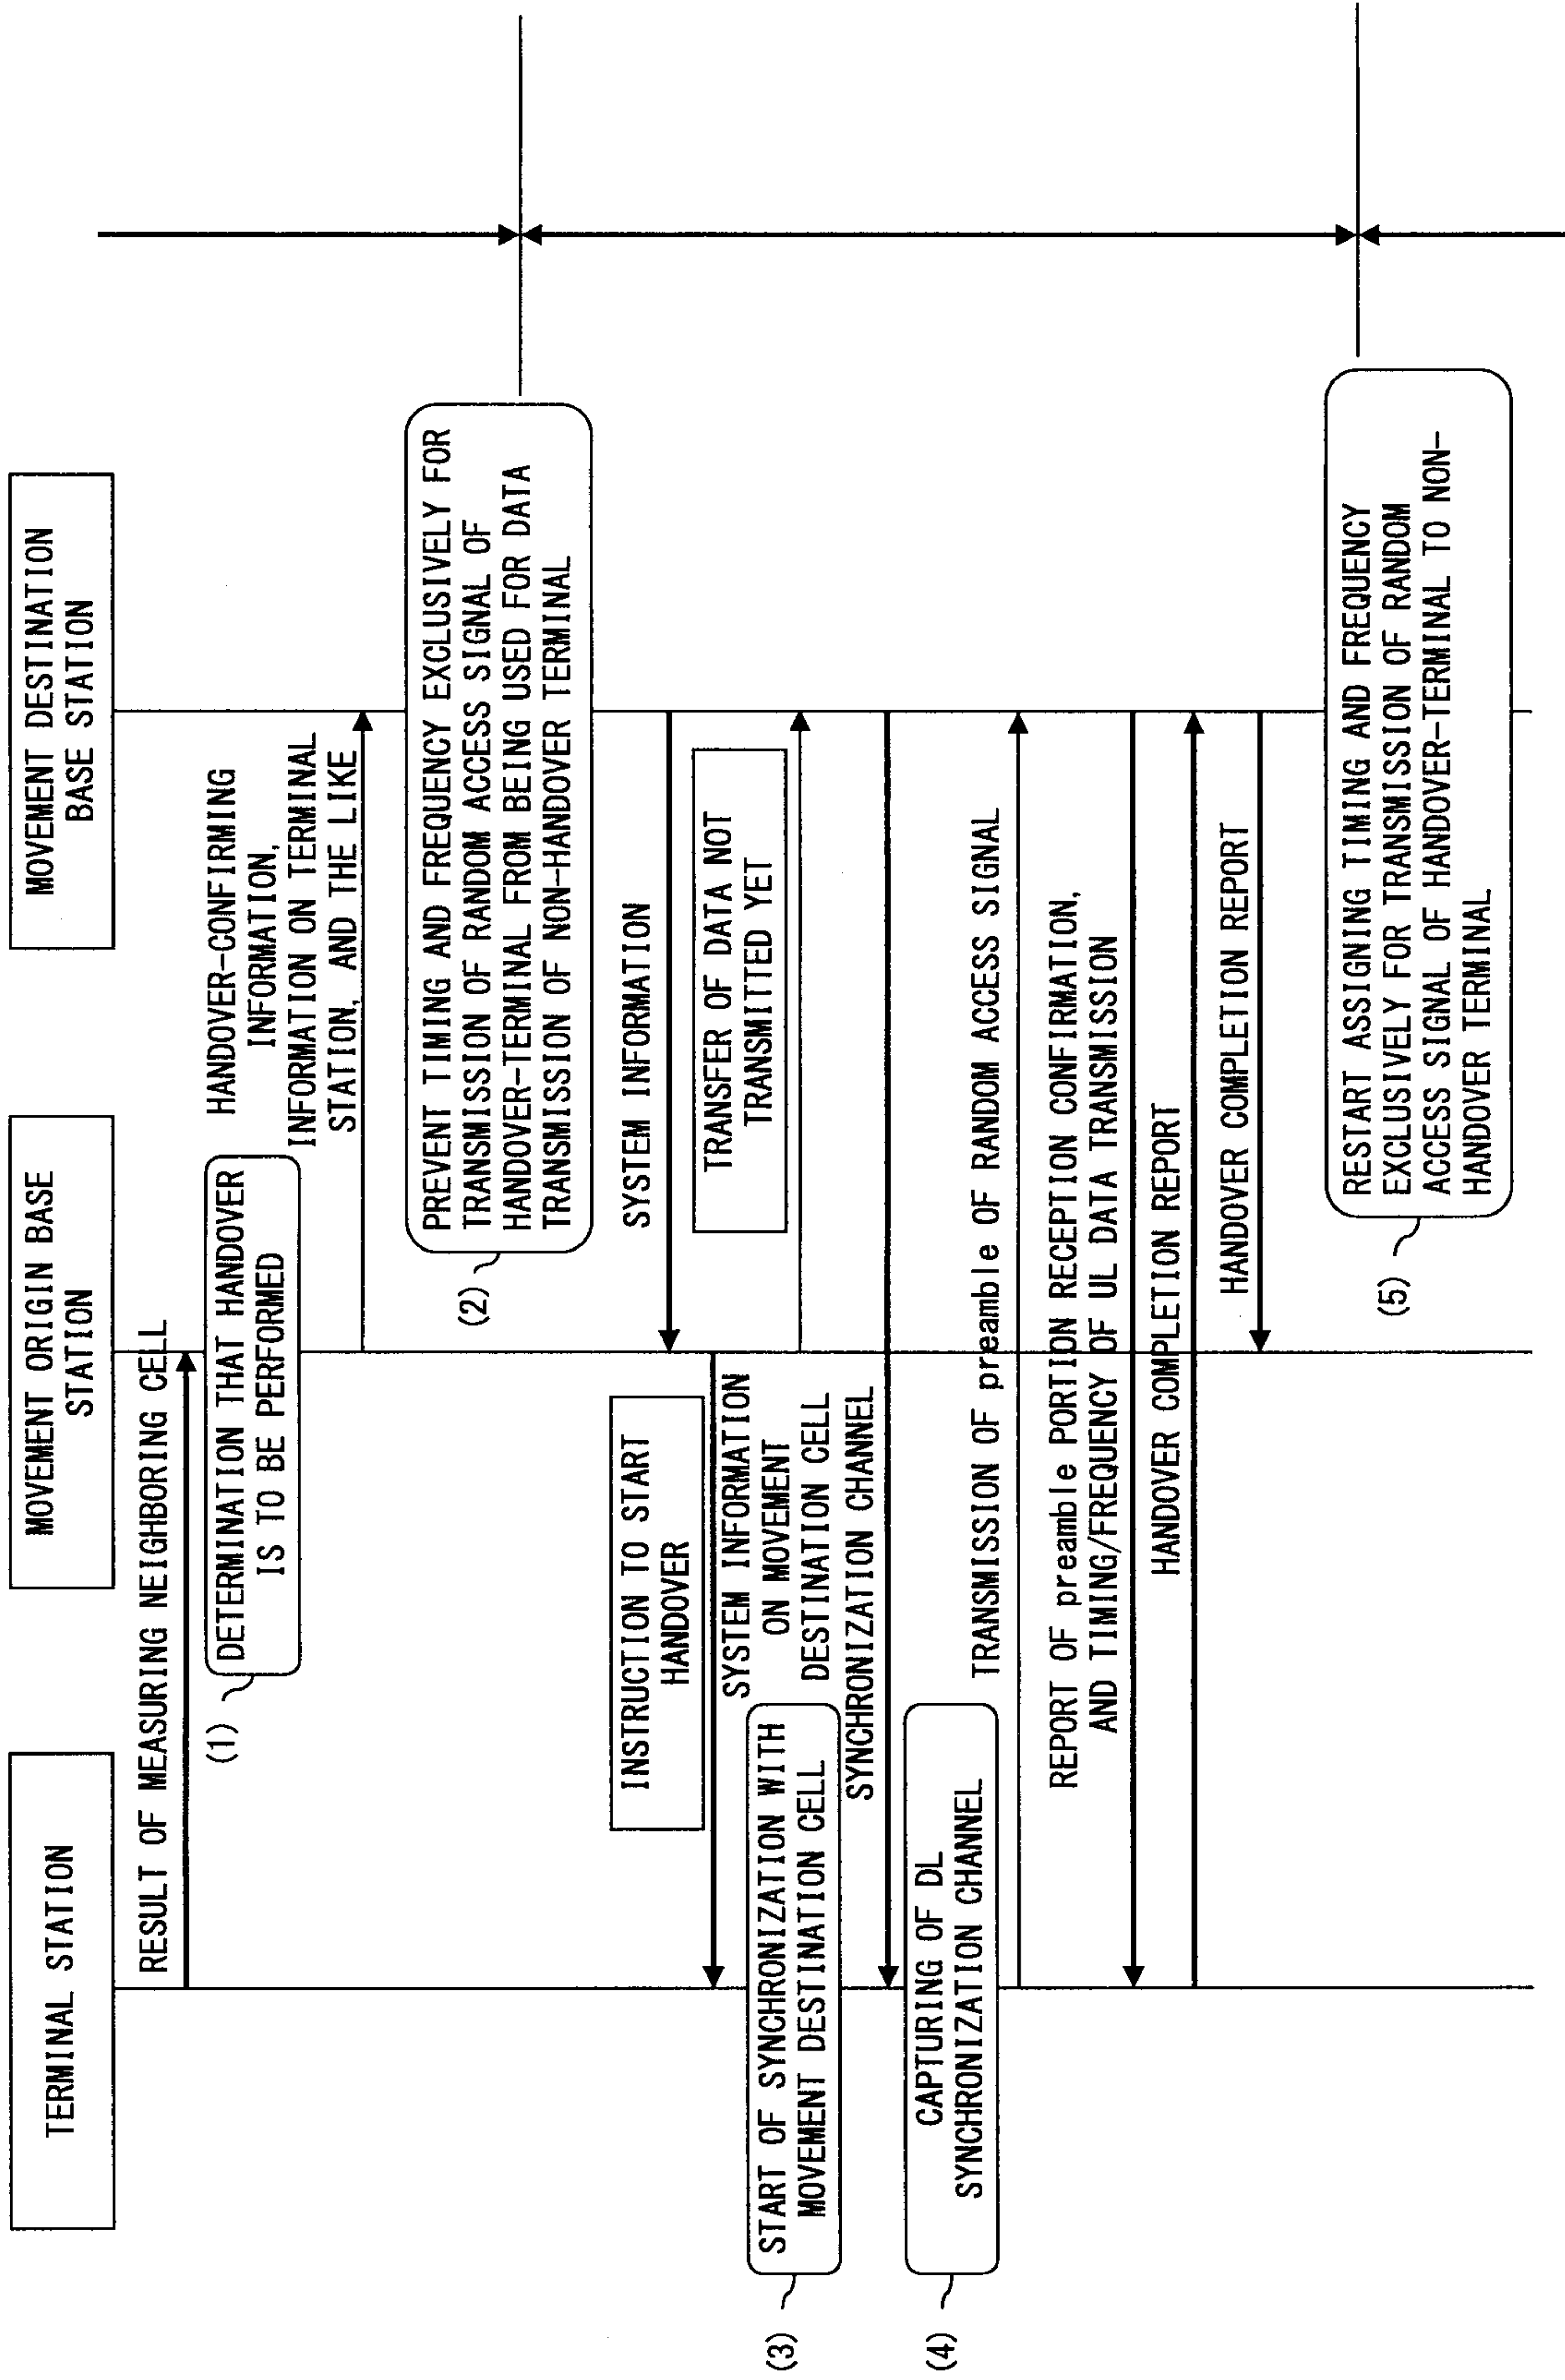 TERMINAL STATION
MOVEMENT ORIGIN BASE
STATION
MOVEMENT DESTINATION
BASE STATION
RESULT OF MEASURING NEIGHBORING CELL
(1)
DETERMINATION THAT HANDOVER
IS TO BE PERFORMED
HANDOVER-CONFIRMING
INFORMATION,
INFORMATION ON TERMINAL
STATION, AND THE LIKE
(2)
PREVENT TIMING AND FREQUENCY EXCLUSIVELY FOR
TRANSMISSION OF RANDOM ACCESS SIGNAL OF
HANDOVER-TERMINAL FROM BEING USED FOR DATA
TRANSMISSION OF NON-HANDOVER TERMINAL
SYSTEM INFORMATION
INSTRUCTION TO START
HANDOVER
TRANSFER OF DATA NOT
TRANSMITTED YET
SYSTEM INFORMATION
ON MOVEMENT
DESTINATION CELL
(3)
START OF SYNCHRONIZATION WITH
MOVEMENT DESTINATION CELL
SYNCHRONIZATION CHANNEL
(4)
CAPTURING OF DL
SYNCHRONIZATION CHANNEL
TRANSMISSION OF preamble OF RANDOM ACCESS SIGNAL
REPORT OF preamble PORTION RECEPTION CONFIRMATION,
AND TIMING/FREQUENCY OF UL DATA TRANSMISSION
HANDOVER COMPLETION REPORT
HANDOVER COMPLETION REPORT
(5)
RESTART ASSIGNING TIMING AND FREQUENCY
EXCLUSIVELY FOR TRANSMISSION OF RANDOM
ACCESS SIGNAL OF HANDOVER-TERMINAL TO NON-
HANDOVER TERMINAL